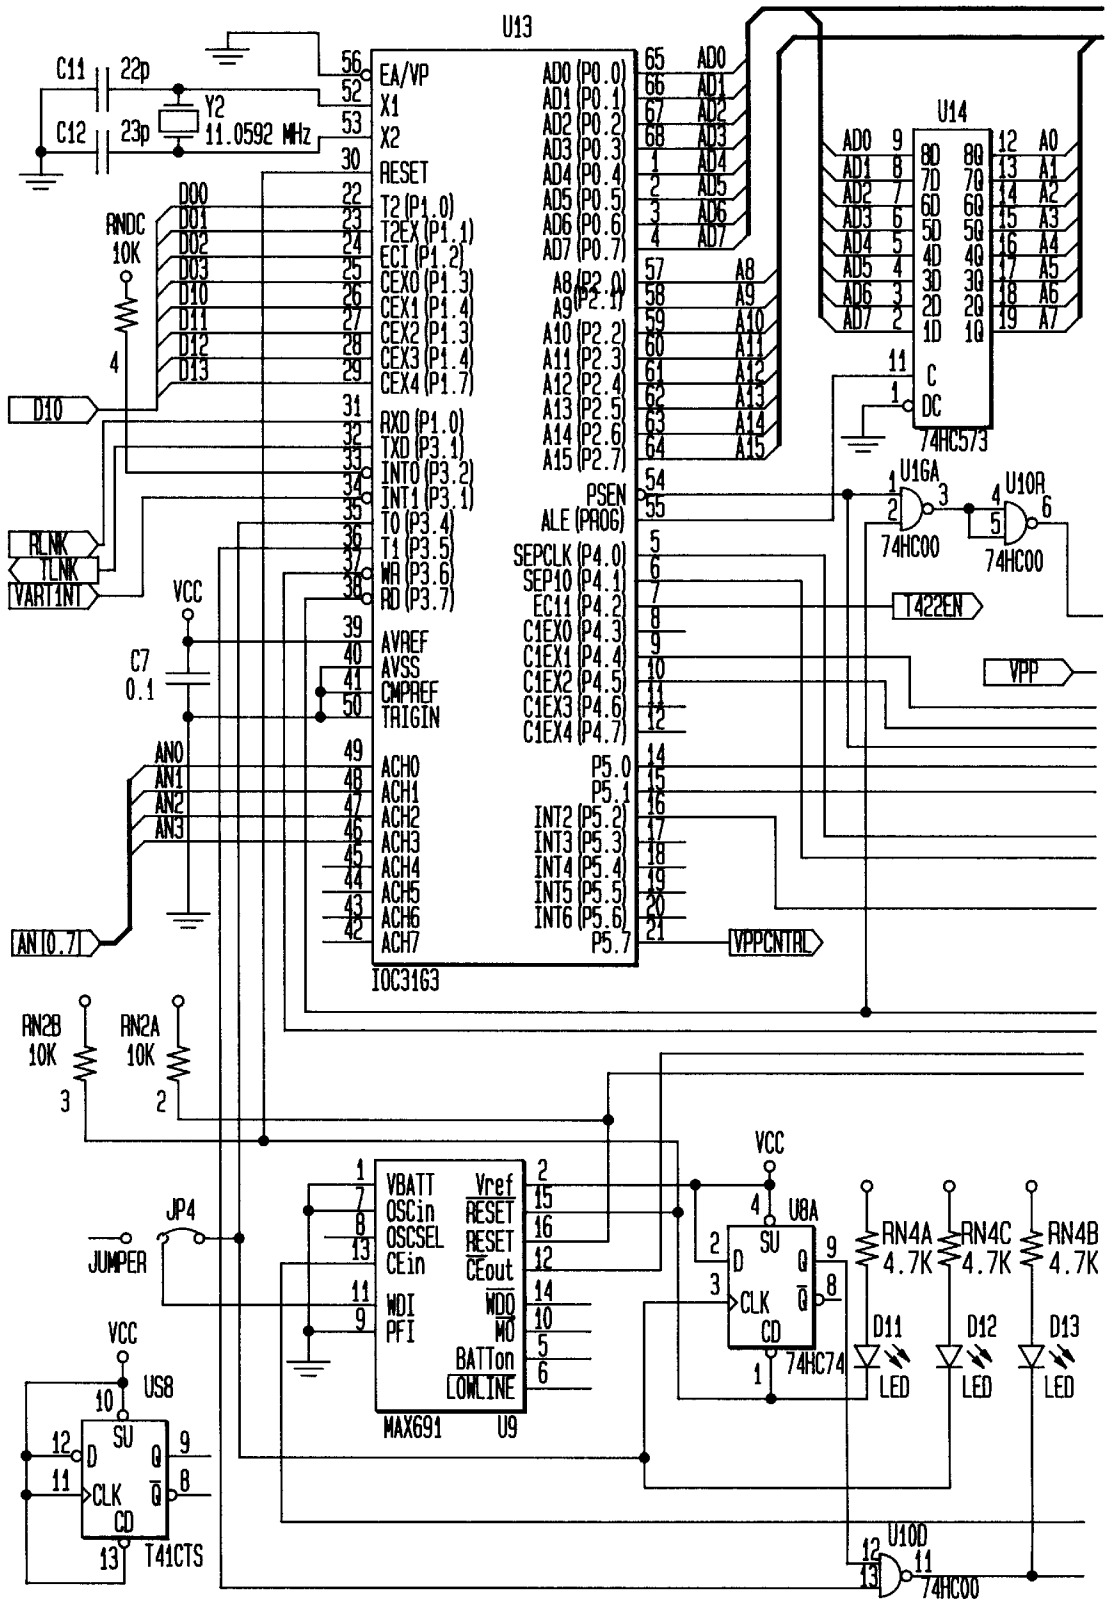 U13
C11 22p
C12 23p
Y2
11.0592 MHz
56 EA/VP
52 X1
53 X2
30 RESET
D00 22 T2 (P1.0)
D01 23 T2EX (P1.1)
D02 24 ECI (P1.2)
D03 25 CEX0 (P1.3)
D10 26 CEX1 (P1.4)
D11 27 CEX2 (P1.3)
D12 28 CEX3 (P1.4)
D13 29 CEX4 (P1.7)
RNDC
10K
4
D10
31 RXD (P1.0)
32 TXD (P3.1)
33 INT0 (P3.2)
34 INT1 (P3.1)
35 T0 (P3.4)
36 T1 (P3.5)
37 WR (P3.6)
38 RD (P3.7)
RLNK
TLNK
VART1NT
VCC
C7
0.1
39 AVREF
40 AVSS
41 CMPREF
50 TRIGIN
AN0 49 ACH0
AN1 48 ACH1
AN2 47 ACH2
AN3 46 ACH3
45 ACH4
44 ACH5
43 ACH6
42 ACH7
AN[0.7]
IOC31G3
AD0 (P0.0) 65 AD0
AD1 (P0.1) 66 AD1
AD2 (P0.2) 67 AD2
AD3 (P0.3) 68 AD3
AD4 (P0.4) 1 AD4
AD5 (P0.5) 2 AD5
AD6 (P0.6) 3 AD6
AD7 (P0.7) 4 AD7
A8 (P2.0) 57 A8
A9 (P2.1) 58 A9
A10 (P2.2) 59 A10
A11 (P2.3) 60 A11
A12 (P2.4) 61 A12
A13 (P2.5) 62 A13
A14 (P2.6) 63 A14
A15 (P2.7) 64 A15
PSEN 54
ALE (PROG) 55
SEPCLK (P4.0) 5
SEP10 (P4.1) 6
EC11 (P4.2) 7
C1EX0 (P4.3) 8
C1EX1 (P4.4) 9
C1EX2 (P4.5) 10
C1EX3 (P4.6) 11
C1EX4 (P4.7) 12
P5.0 14
P5.1 15
INT2 (P5.2) 16
INT3 (P5.3) 17
INT4 (P5.4) 18
INT5 (P5.5) 19
INT6 (P5.6) 20
P5.7 21
VPPCNTRL
T422EN
VPP
U14
AD0 9 8D 8Q 12 A0
AD1 8 7D 7Q 13 A1
AD2 7 6D 6Q 14 A2
AD3 6 5D 5Q 15 A3
AD4 5 4D 4Q 16 A4
AD5 4 3D 3Q 17 A5
AD6 3 2D 2Q 18 A6
AD7 2 1D 1Q 19 A7
11 C
1 OC
74HC573
U1GA
1
2
3
74HC00
U10R
4
5
6
74HC00
RN2B
10K
3
RN2A
10K
2
JP4
JUMPER
1 VBATT
7 OSCin
8 OSCSEL
13 CEin
11 WDI
9 PFI
Vref 2
RESET 15
RESET 16
CEout 12
WDO 14
MO 10
BATTon 5
LOWLINE 6
MAX691 U9
VCC
4
U8A
SU
2 D
3 CLK
Q 9
Q 8
CD
1
74HC74
RN4A
4.7K
RN4C
4.7K
RN4B
4.7K
D11
LED
D12
LED
D13
LED
VCC
10
US8
SU
12 D
11 CLK
Q 9
Q 8
CD
13
T41CTS
U10D
12
13
11
74HC00